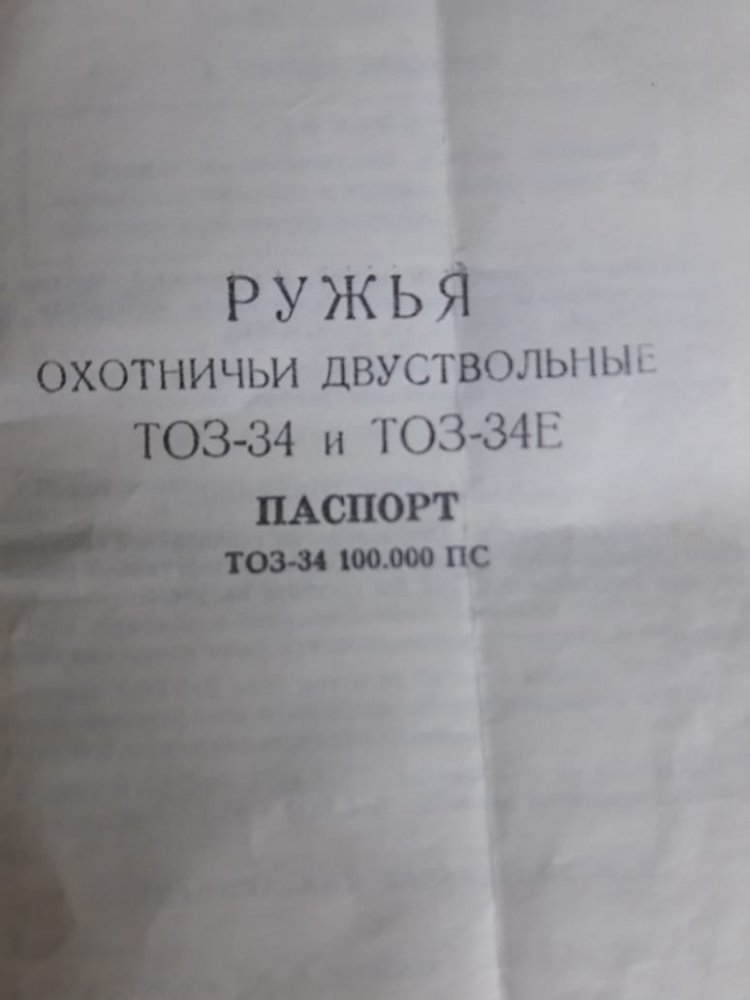 РУЖЬЯ
ОХОТНИЧЬИ ДВУСТВОЛЬНЫЕ
ТОЗ-34 и ТОЗ-34Е
ПАСПОРТ
ТОЗ-34 100.000 ПС